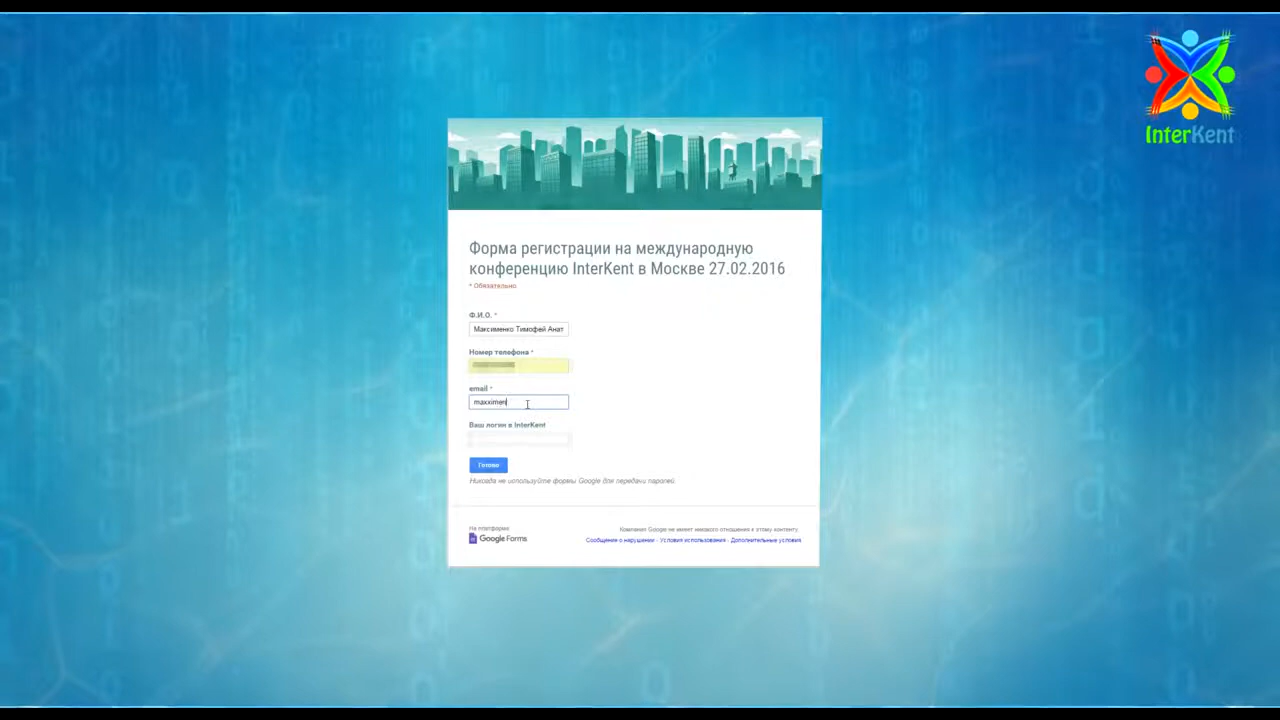 InterKent
Форма регистрации на международную
конференцию InterKent в Москве 27.02.2016
* Обязательно
Ф.И.О. *
Максименко Тимофей Анат
Номер телефона *
email *
maxximen
Ваш логин в InterKent
Готово
Никогда не используйте формы Google для передачи паролей.
На платформе
Google Forms
Компания Google не имеет никакого отношения к этому контенту.
Сообщение о нарушении - Условия использования - Дополнительные условия